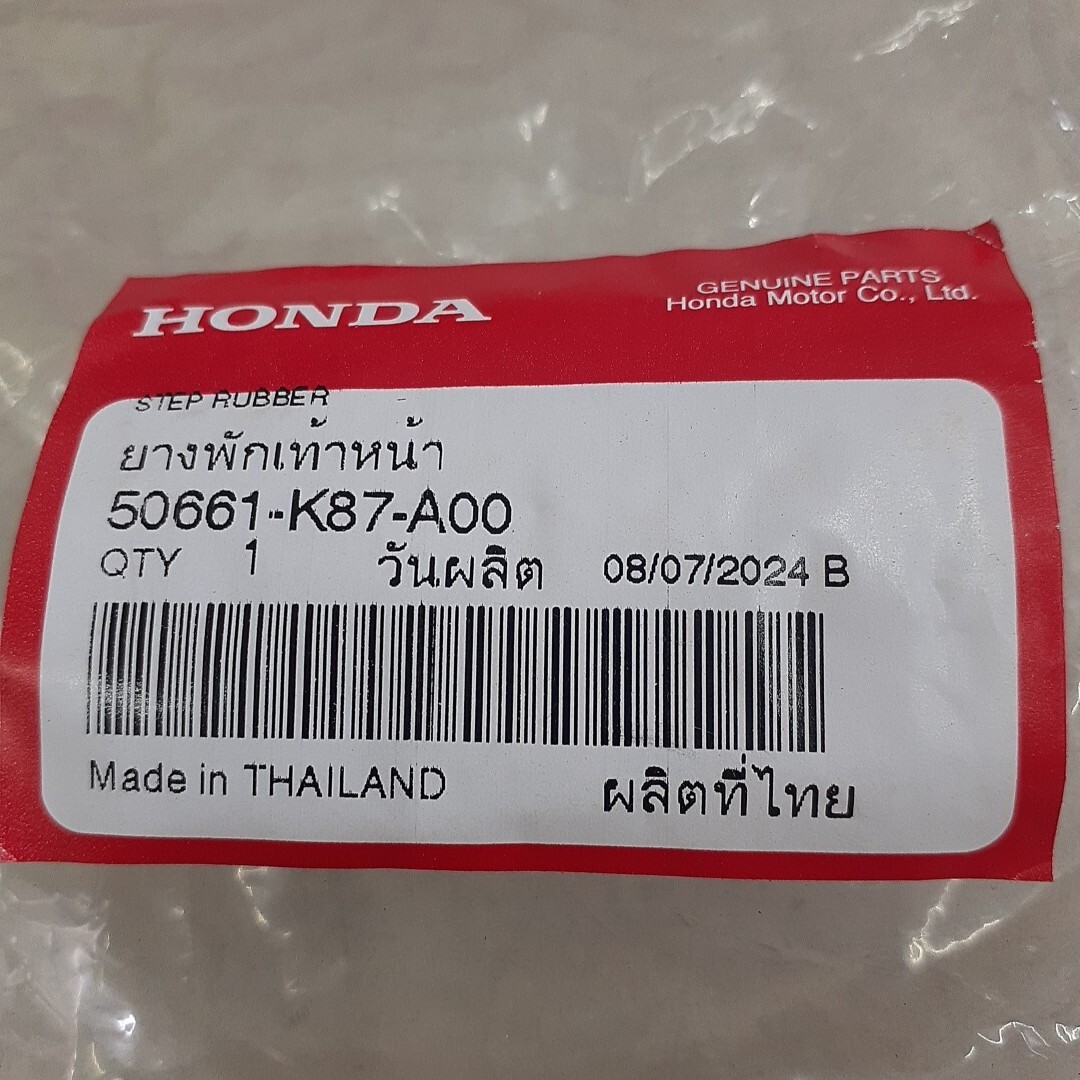 HONDA
GENUINE PARTS
Honda Motor Co., Ltd.
STEP RUBBER
ยางพักเท้าหน้า
50661-K87-A00
QTY 1 วันผลิต 08/07/2024 B
Made in THAILAND ผลิตที่ไทย